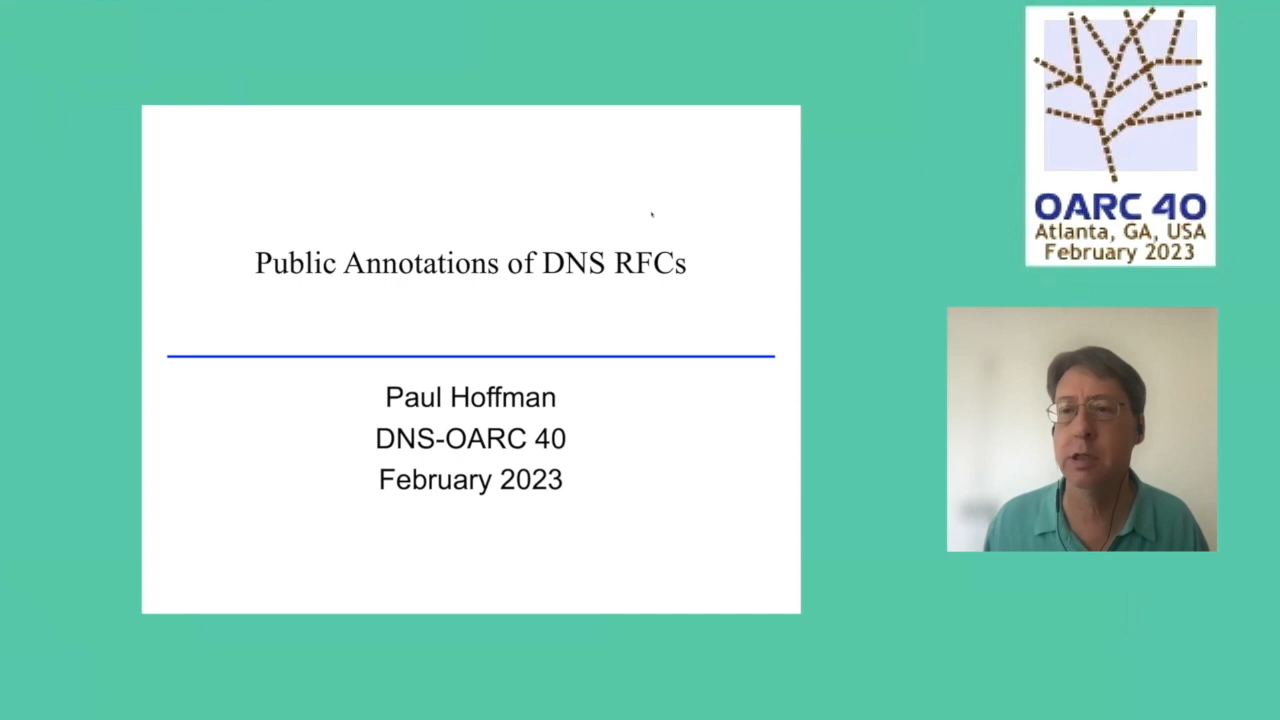 Public Annotations of DNS RFCs
Paul Hoffman
DNS-OARC 40
February 2023
OARC 40
Atlanta, GA, USA
February 2023